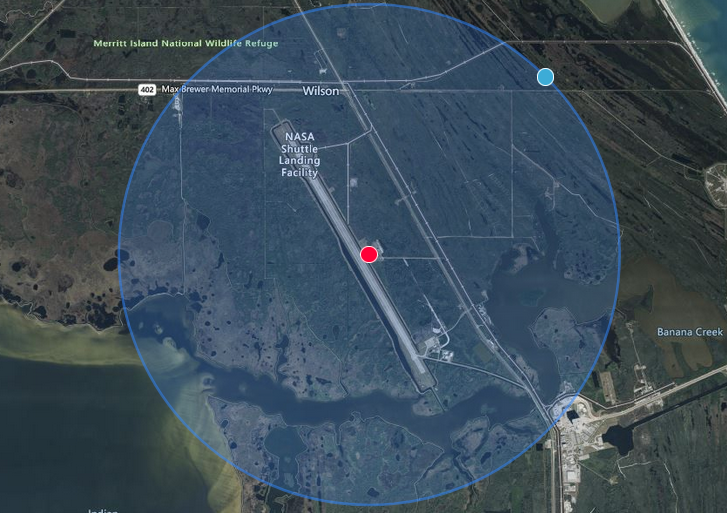 Merritt Island National Wildlife Refuge
402 Max Brewer Memorial Pkwy
Wilson
NASA
Shuttle
Landing
Facility
Banana Creek
Indian